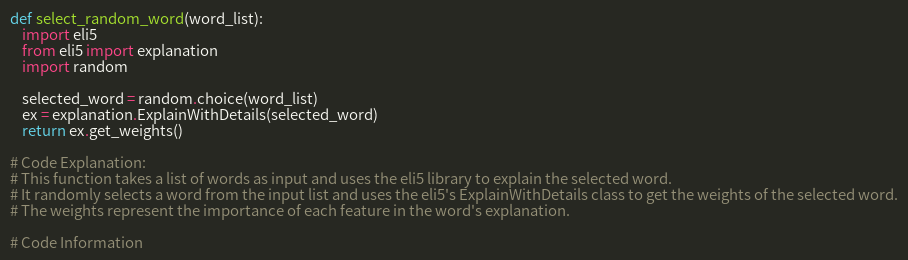 def select_random_word(word_list):
    import eli5
    from eli5 import explanation
    import random

    selected_word = random.choice(word_list)
    ex = explanation.ExplainWithDetails(selected_word)
    return ex.get_weights()

# Code Explanation:
# This function takes a list of words as input and uses the eli5 library to explain the selected word.
# It randomly selects a word from the input list and uses the eli5's ExplainWithDetails class to get the weights of the selected word.
# The weights represent the importance of each feature in the word's explanation.

# Code Information